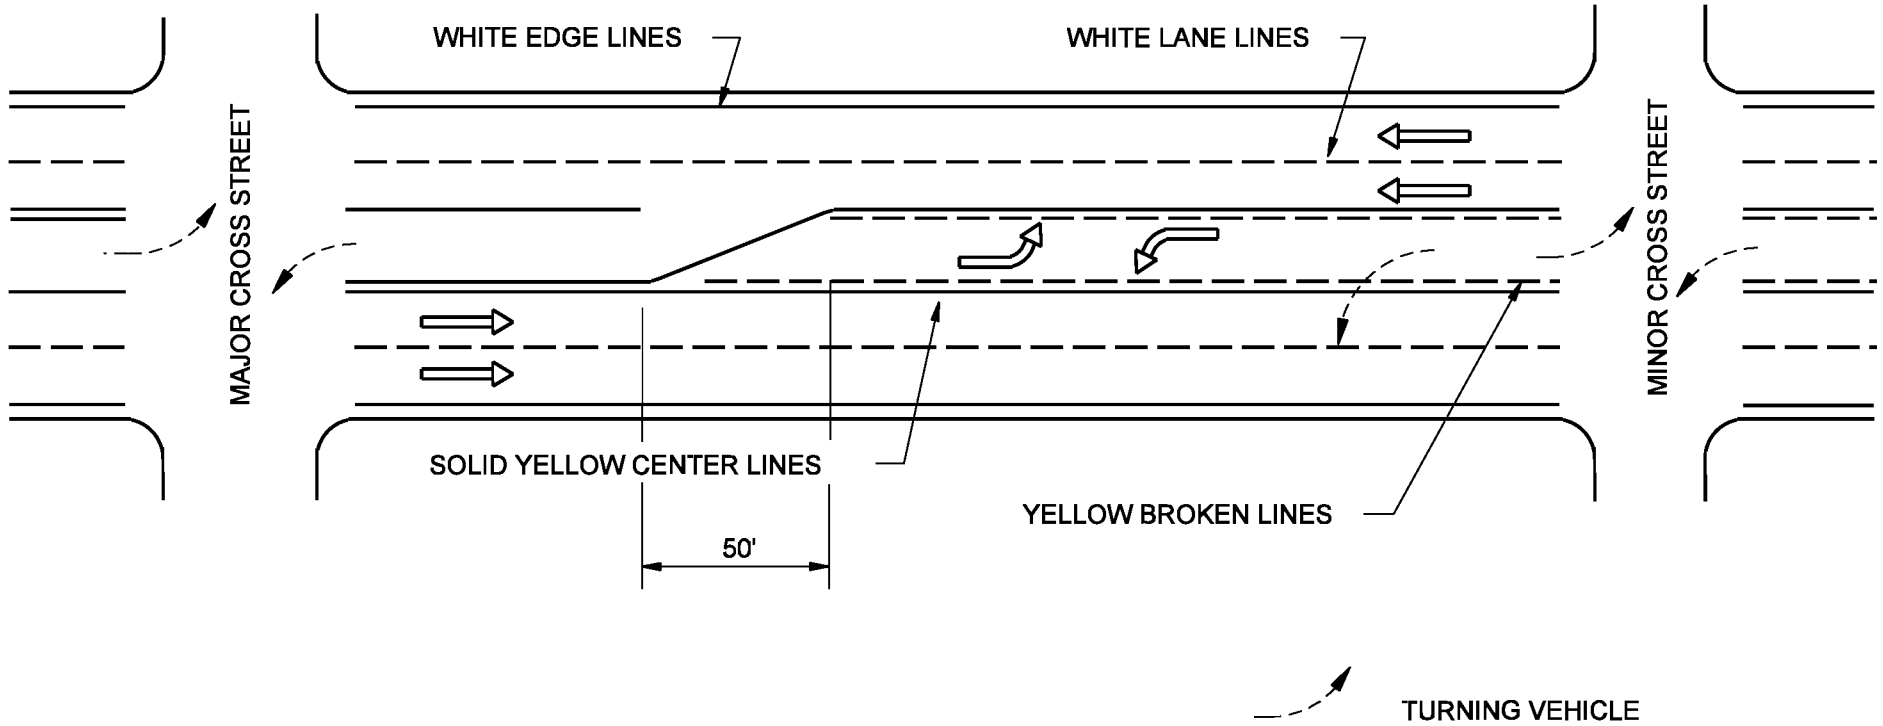 WHITE EDGE LINES
WHITE LANE LINES
MAJOR CROSS STREET
MINOR CROSS STREET
SOLID YELLOW CENTER LINES
YELLOW BROKEN LINES
50'
TURNING VEHICLE